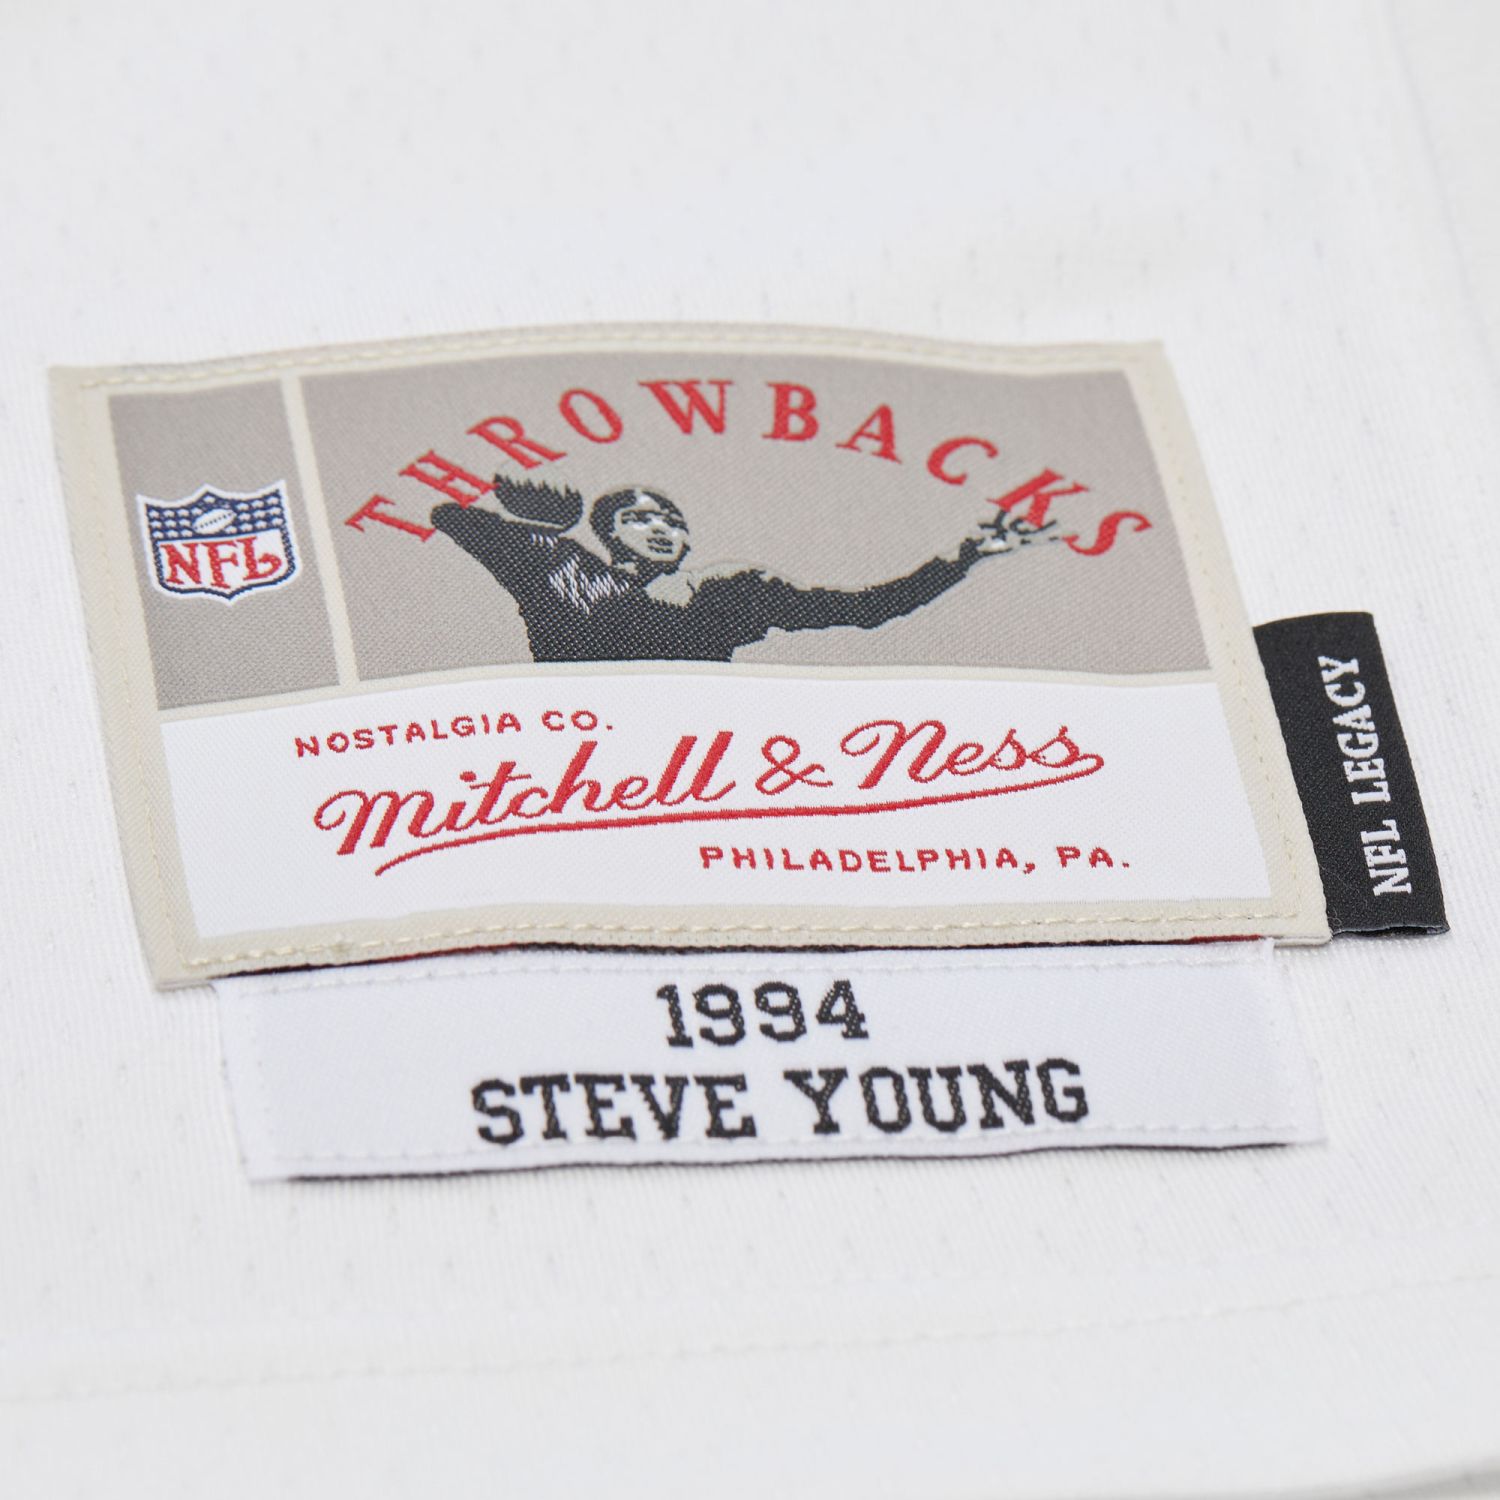 THROWBACKS
NFL
NOSTALGIA CO.
Mitchell & Ness
PHILADELPHIA, PA.
NFL LEGACY
1994
STEVE YOUNG